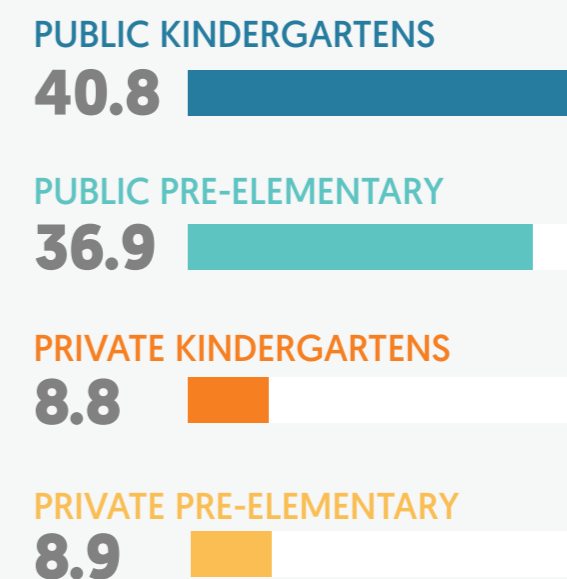 PUBLIC KINDERGARTENS
40.8
PUBLIC PRE-ELEMENTARY
36.9
PRIVATE KINDERGARTENS
8.8
PRIVATE PRE-ELEMENTARY
8.9